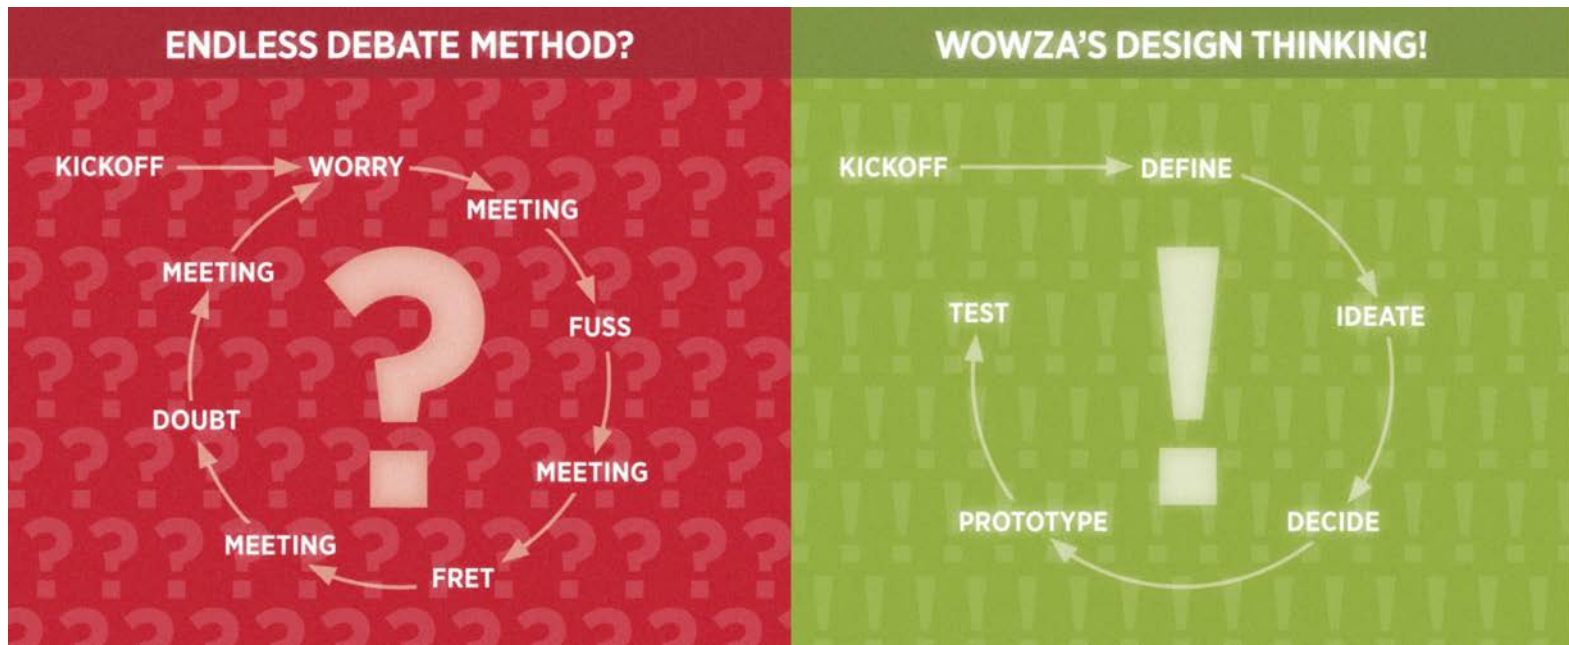 ENDLESS DEBATE METHOD?
KICKOFF
WORRY
MEETING
FUSS
MEETING
FRET
MEETING
DOUBT
MEETING
?
WOWZA'S DESIGN THINKING!
KICKOFF
DEFINE
IDEATE
DECIDE
PROTOTYPE
TEST
!